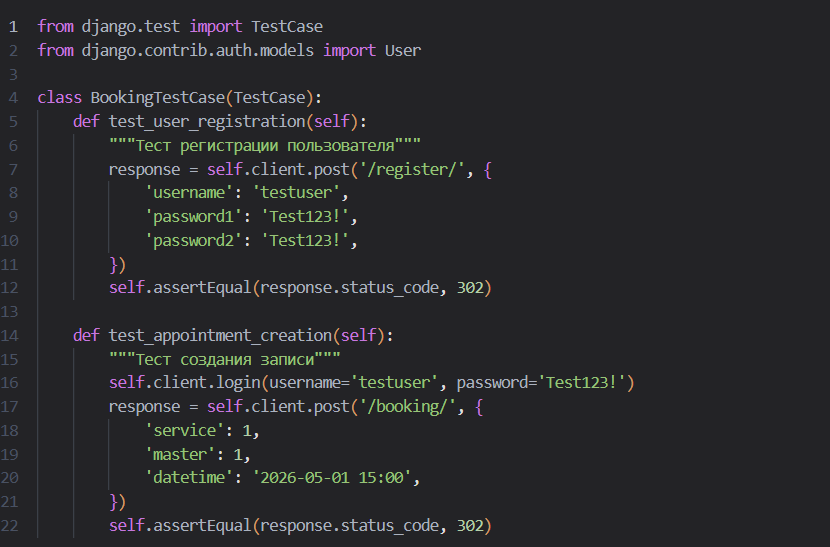 1 from django.test import TestCase
2 from django.contrib.auth.models import User
3
4 class BookingTestCase(TestCase):
5     def test_user_registration(self):
6         """Тест регистрации пользователя"""
7         response = self.client.post('/register/', {
8             'username': 'testuser',
9             'password1': 'Test123!',
10             'password2': 'Test123!',
11         })
12         self.assertEqual(response.status_code, 302)
13
14     def test_appointment_creation(self):
15         """Тест создания записи"""
16         self.client.login(username='testuser', password='Test123!')
17         response = self.client.post('/booking/', {
18             'service': 1,
19             'master': 1,
20             'datetime': '2026-05-01 15:00',
21         })
22         self.assertEqual(response.status_code, 302)